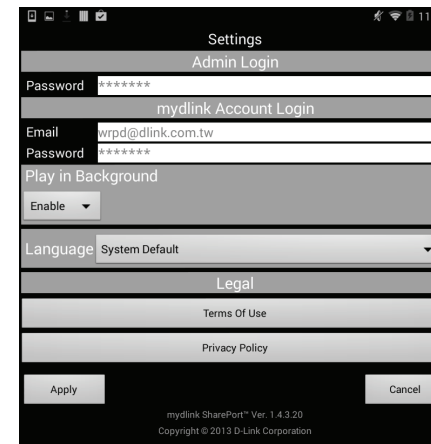 11
Settings
Admin Login
Password *******
mydlink Account Login
Email wrpd@dlink.com.tw
Password *******
Play in Background
Enable
Language System Default
Legal
Terms Of Use
Privacy Policy
Apply Cancel
mydlink SharePort™ Ver. 1.4.3.20
Copyright © 2013 D-Link Corporation